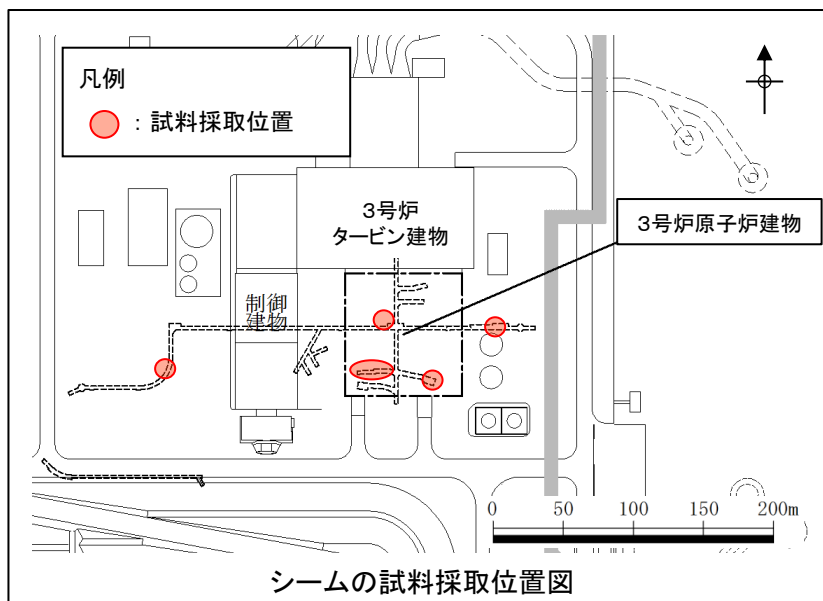 凡例
：試料採取位置
3号炉
タービン建物
3号炉原子炉建物
制御
建物
0 50 100 150 200m
シームの試料採取位置図